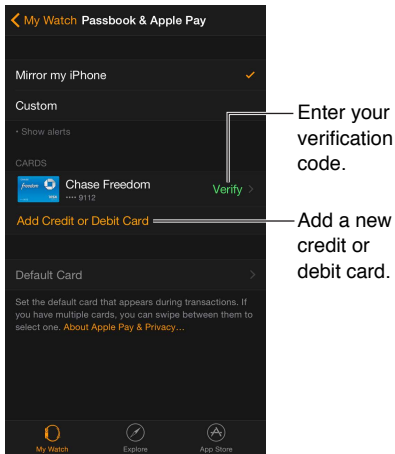 My Watch Passbook & Apple Pay
Mirror my iPhone
Custom
• Show alerts
CARDS
freedom
Chase Freedom
•••• 9112
Verify
Enter your
verification
code.
Add Credit or Debit Card
Add a new
credit or
debit card.
Default Card
Set the default card that appears during transactions. If
you have multiple cards, you can swipe between them to
select one. About Apple Pay & Privacy...
My Watch
Explore
App Store